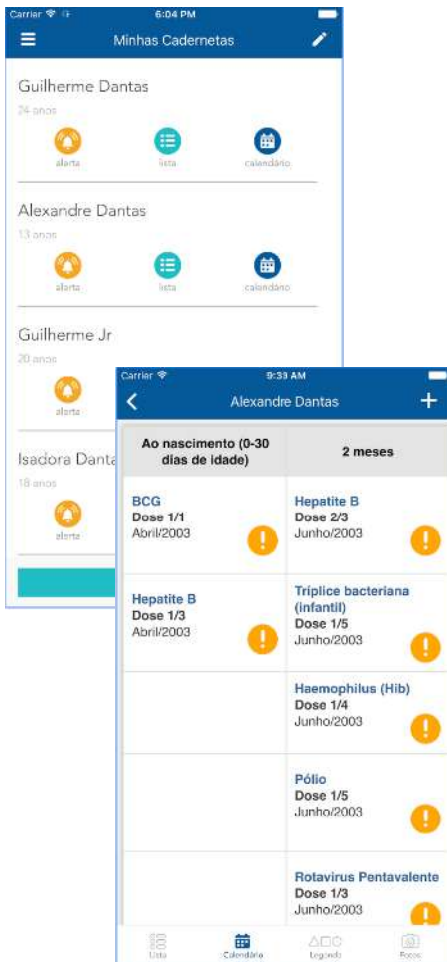 Carrier
6:04 PM
Minhas Cadernetas
Guilherme Dantas
24 anos
alerta
lista
calendário
Alexandre Dantas
13 anos
alerta
lista
calendário
Guilherme Jr
20 anos
alerta
Isadora Danta
18 anos
alerta
Carrier
9:33 AM
Alexandre Dantas
Ao nascimento (0-30
dias de idade)
2 meses
BCG
Dose 1/1
Abril/2003
Hepatite B
Dose 2/3
Junho/2003
Hepatite B
Dose 1/3
Abril/2003
Tríplice bacteriana
(infantil)
Dose 1/5
Junho/2003
Haemophilus (Hib)
Dose 1/4
Junho/2003
Pólio
Dose 1/5
Junho/2003
Rotavirus Pentavalente
Dose 1/3
Junho/2003
Lista
Calendário
Legenda
Fotos